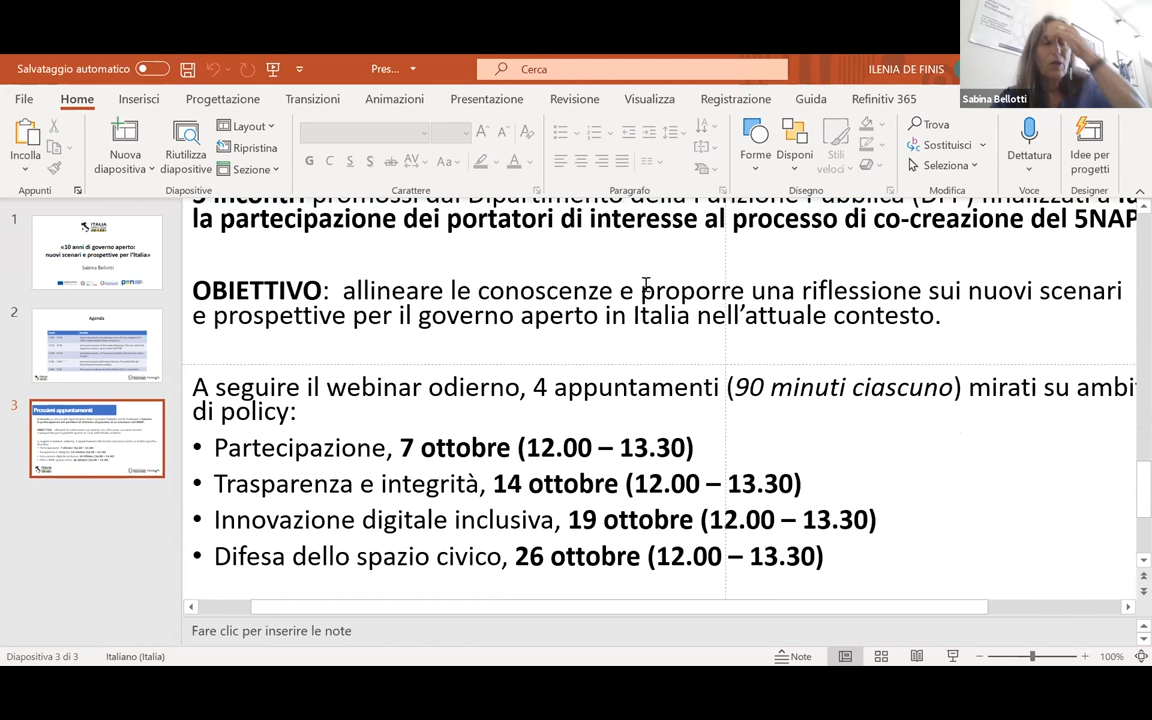 Salvataggio automatico
Pres...
Cerca
ILENIA DE FINIS
Sabina Bellotti
File Home Inserisci Progettazione Transizioni Animazioni Presentazione Revisione Visualizza Registrazione Guida Refinitiv 365
Incolla
Nuova diapositiva
Riutilizza diapositive
Layout
Ripristina
Sezione
G C S S ab AV Aa A
Forme
Disponi
Stili veloci
Trova
Sostituisci
Seleziona
Dettatura
Idee per progetti
Appunti Diapositive Carattere Paragrafo Disegno Modifica Voce Designer
1
ITALIA
«10 anni di governo aperto:
nuovi scenari e prospettive per l'Italia»
Sabina Bellotti
2
Agenda
3
Prossimi appuntamenti
5 incontri promossi dal Dipartimento della Funzione Pubblica (DFP) finalizzati a
la partecipazione dei portatori di interesse al processo di co-creazione del 5NAP
OBIETTIVO: allineare le conoscenze e proporre una riflessione sui nuovi scenari
e prospettive per il governo aperto in Italia nell'attuale contesto.
A seguire il webinar odierno, 4 appuntamenti (90 minuti ciascuno) mirati su ambit
di policy:
• Partecipazione, 7 ottobre (12.00 – 13.30)
• Trasparenza e integrità, 14 ottobre (12.00 – 13.30)
• Innovazione digitale inclusiva, 19 ottobre (12.00 – 13.30)
• Difesa dello spazio civico, 26 ottobre (12.00 – 13.30)
Fare clic per inserire le note
Diapositiva 3 di 3 Italiano (Italia) Note 100%